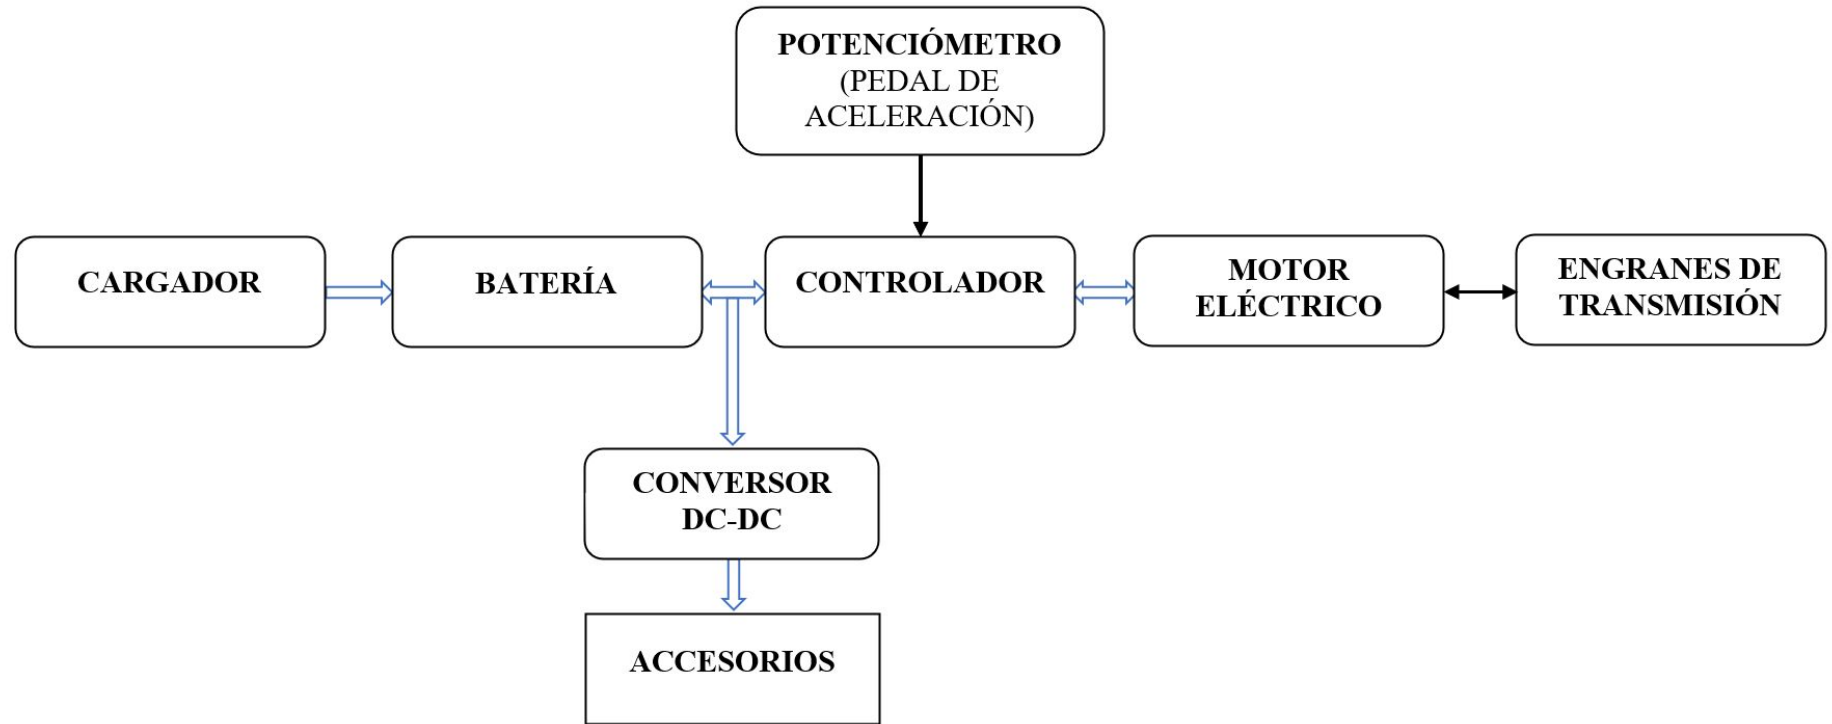 POTENCIÓMETRO
(PEDAL DE
ACELERACIÓN)
CARGADOR
BATERÍA
CONTROLADOR
MOTOR
ELÉCTRICO
ENGRANES DE
TRANSMISIÓN
CONVERSOR
DC-DC
ACCESORIOS